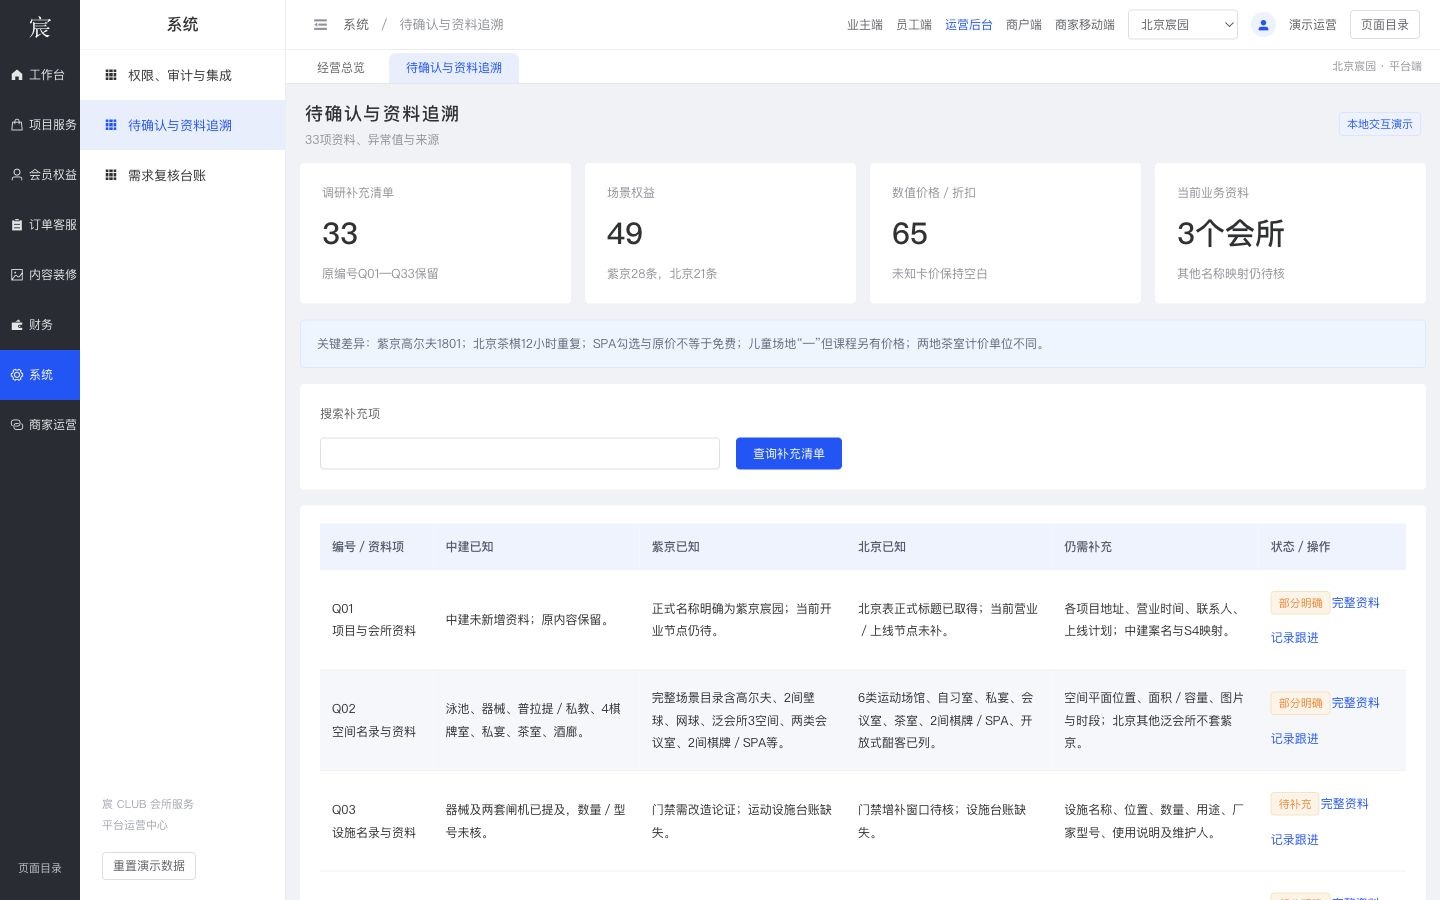 宸
工作台
项目服务
会员权益
订单客服
内容装修
财务
系统
商家运营
页面目录
系统
权限、审计与集成
待确认与资料追溯
需求复核台账
宸 CLUB 会所服务
平台运营中心
重置演示数据
系统 / 待确认与资料追溯
业主端 员工端 运营后台 商户端 商家移动端 北京宸园 演示运营 页面目录
经营总览 待确认与资料追溯 北京宸园 · 平台端
待确认与资料追溯
33项资料、异常值与来源
本地交互演示
调研补充清单
33
原编号Q01—Q33保留
场景权益
49
紫京28条，北京21条
数值价格 / 折扣
65
未知卡价保持空白
当前业务资料
3个会所
其他名称映射仍待核
关键差异：紫京高尔夫1801；北京茶棋12小时重复；SPA勾选与原价不等于免费；儿童场地“—”但课程另有价格；两地茶室计价单位不同。
搜索补充项
查询补充清单
编号 / 资料项 中建已知 紫京已知 北京已知 仍需补充 状态 / 操作
Q01
项目与会所资料
中建未新增资料；原内容保留。
正式名称明确为紫京宸园；当前开
业节点仍待。
北京表正式标题已取得；当前营业
/ 上线节点未补。
各项目地址、营业时间、联系人、
上线计划；中建案名与S4映射。
部分明确 完整资料
记录跟进
Q02
空间名录与资料
泳池、器械、普拉提 / 私教、4棋
牌室、私宴、茶室、酒廊。
完整场景目录含高尔夫、2间壁
球、网球、泛会所3空间、两类会
议室、2间棋牌 / SPA等。
6类运动场馆、自习室、私宴、会
议室、茶室、2间棋牌 / SPA、开
放式酣客已列。
空间平面位置、面积 / 容量、图片
与时段；北京其他泛会所不套紫
京。
部分明确 完整资料
记录跟进
Q03
设施名录与资料
器械及两套闸机已提及，数量 / 型
号未核。
门禁需改造论证；运动设施台账缺
失。
门禁增补窗口待核；设施台账缺
失。
设施名称、位置、数量、用途、厂
家型号、使用说明及维护人。
待补充 完整资料
记录跟进